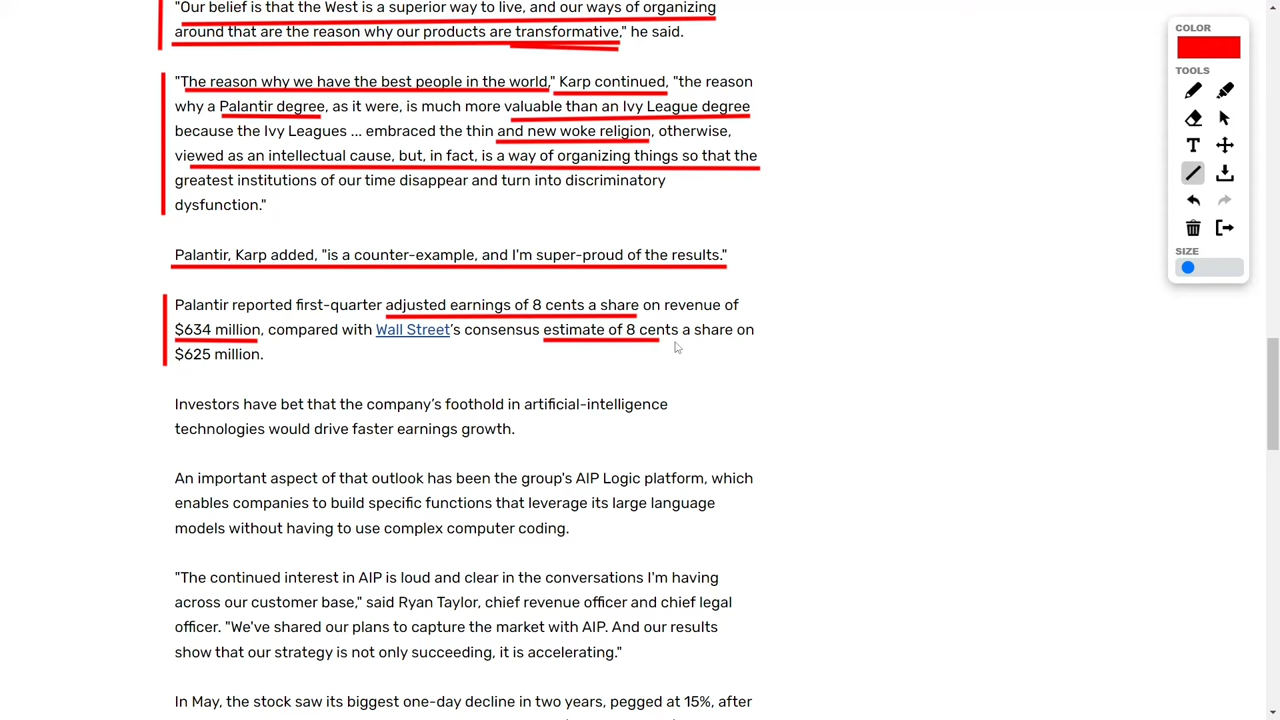 "Our belief is that the West is a superior way to live, and our ways of organizing
around that are the reason why our products are transformative," he said.
"The reason why we have the best people in the world," Karp continued, "the reason
why a Palantir degree, as it were, is much more valuable than an Ivy League degree
because the Ivy Leagues ... embraced the thin and new woke religion, otherwise,
viewed as an intellectual cause, but, in fact, is a way of organizing things so that the
greatest institutions of our time disappear and turn into discriminatory
dysfunction."
Palantir, Karp added, "is a counter-example, and I'm super-proud of the results."
Palantir reported first-quarter adjusted earnings of 8 cents a share on revenue of
$634 million, compared with Wall Street's consensus estimate of 8 cents a share on
$625 million.
Investors have bet that the company's foothold in artificial-intelligence
technologies would drive faster earnings growth.
An important aspect of that outlook has been the group's AIP Logic platform, which
enables companies to build specific functions that leverage its large language
models without having to use complex computer coding.
"The continued interest in AIP is loud and clear in the conversations I'm having
across our customer base," said Ryan Taylor, chief revenue officer and chief legal
officer. "We've shared our plans to capture the market with AIP. And our results
show that our strategy is not only succeeding, it is accelerating."
In May, the stock saw its biggest one-day decline in two years, pegged at 15%, after
COLOR
TOOLS
T
SIZE